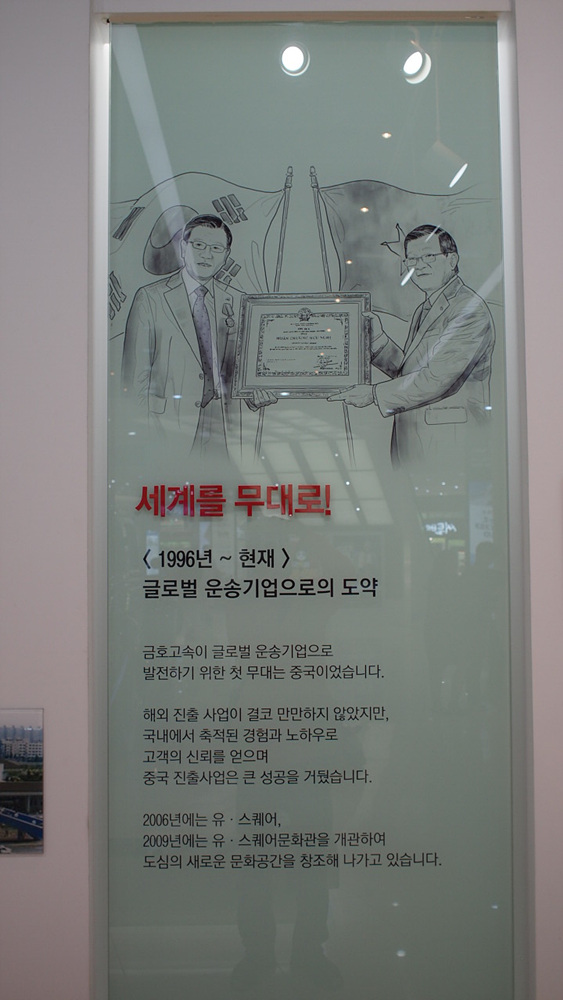 세계를 무대로!
< 1996년 ~ 현재 >
글로벌 운송기업으로의 도약
금호고속이 글로벌 운송기업으로
발전하기 위한 첫 무대는 중국이었습니다.
해외 진출 사업이 결코 만만하지 않았지만,
국내에서 축적된 경험과 노하우로
고객의 신뢰를 얻으며
중국 진출사업은 큰 성공을 거뒀습니다.
2006년에는 유 · 스퀘어,
2009년에는 유 · 스퀘어문화관을 개관하여
도심의 새로운 문화공간을 창조해 나가고 있습니다.